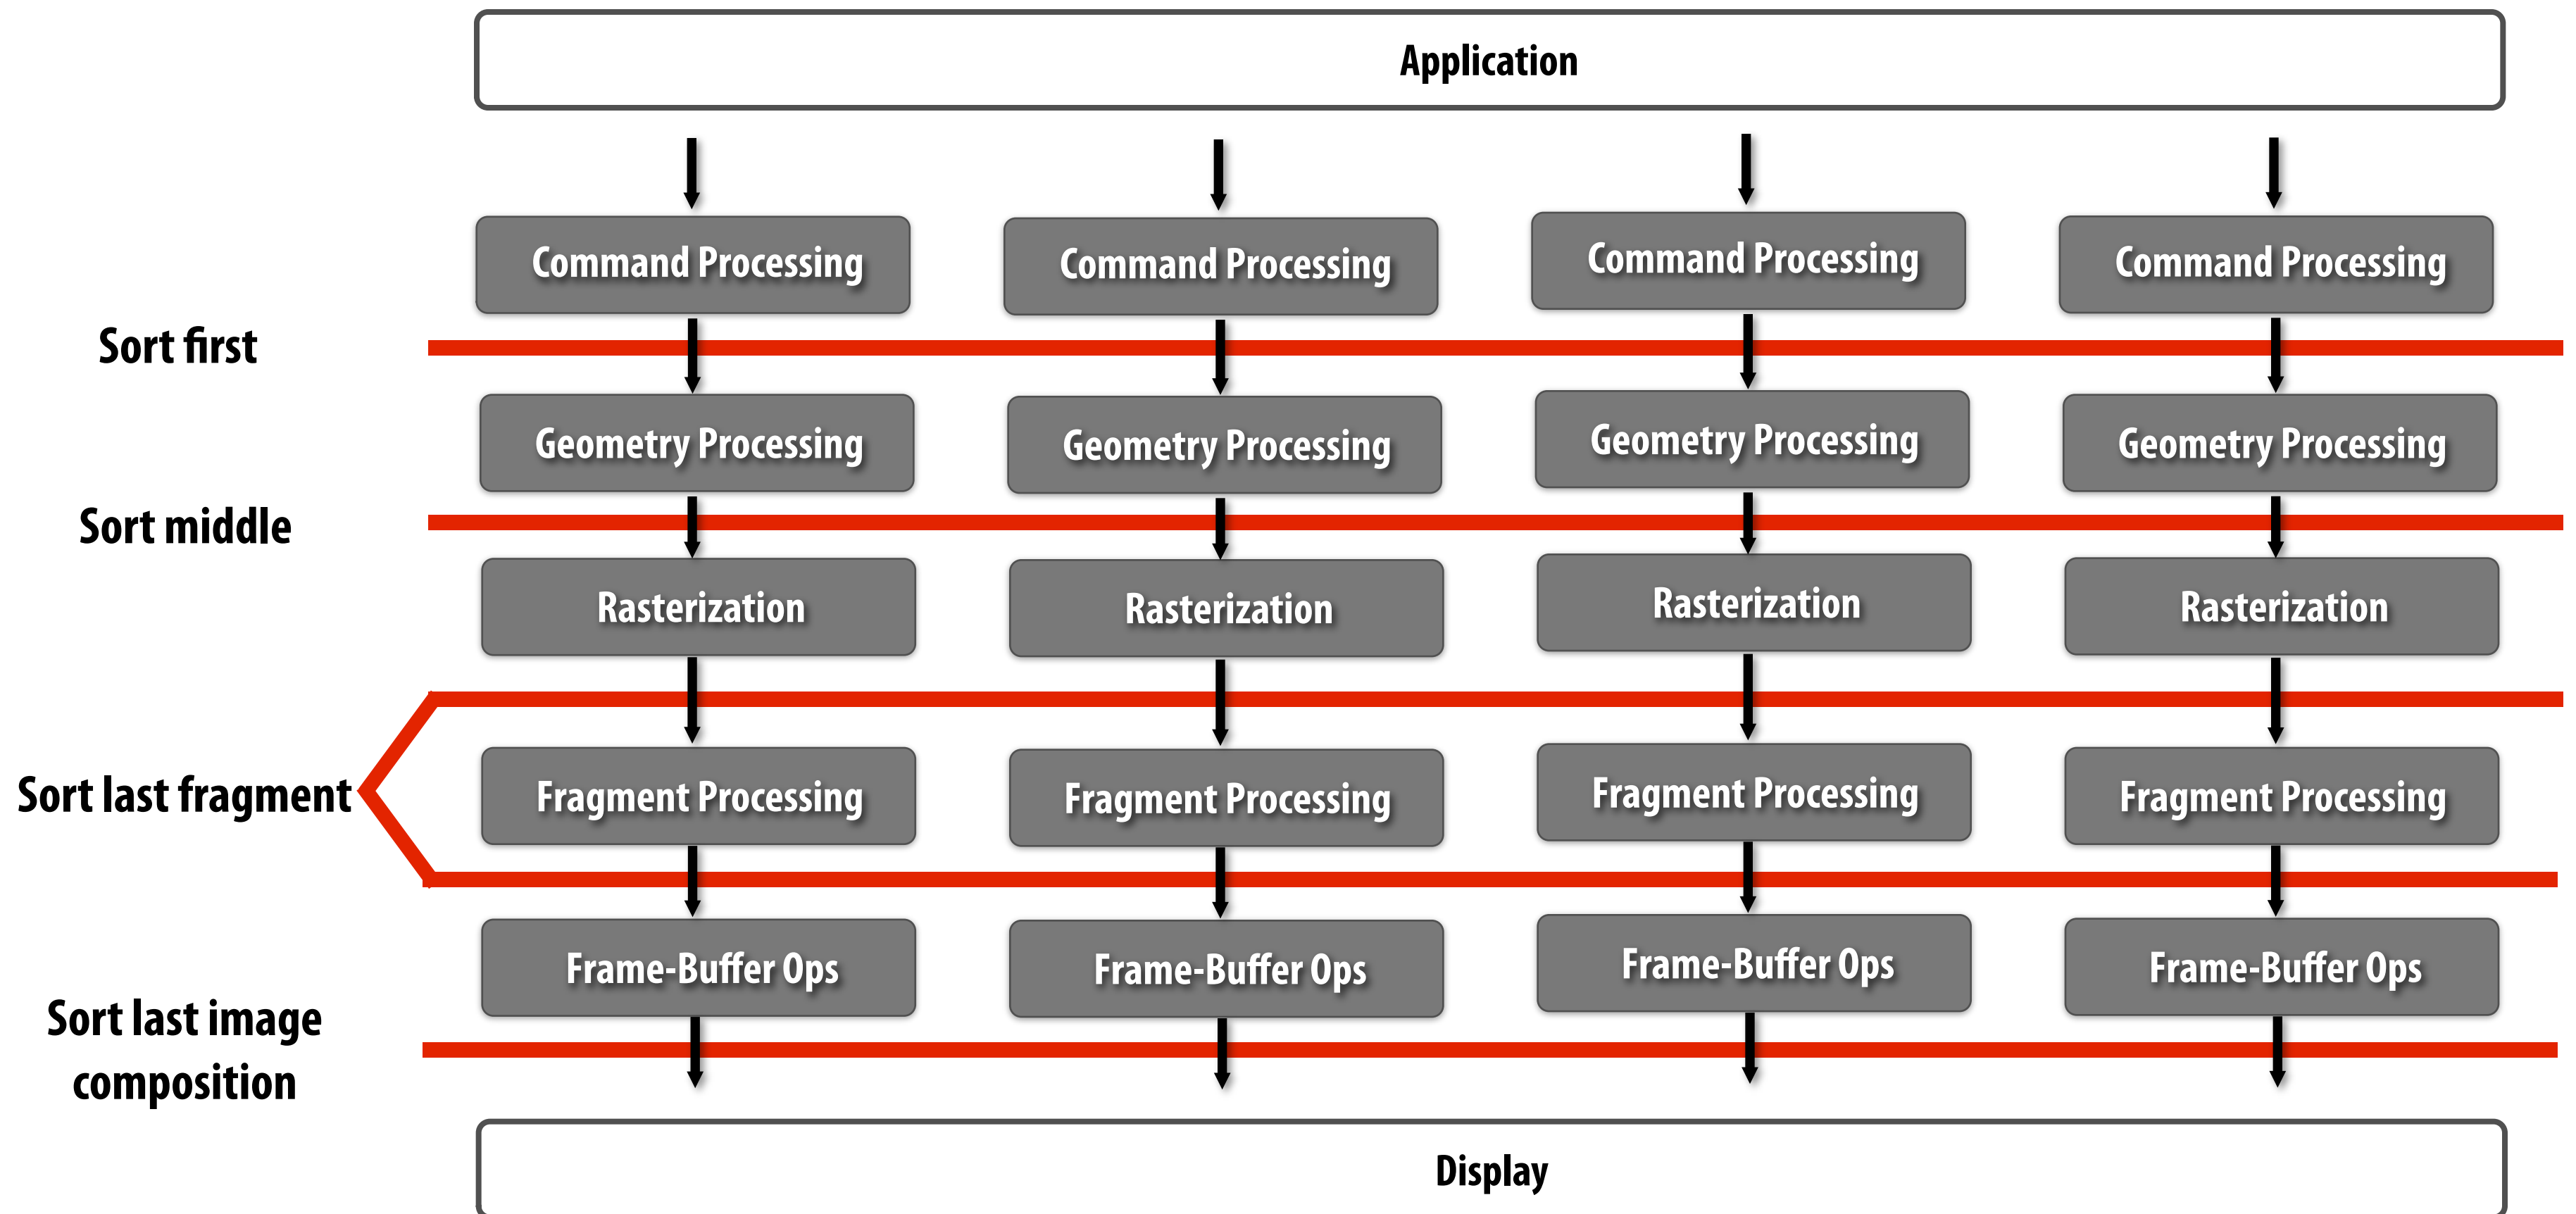 Application
Command Processing
Command Processing
Command Processing
Command Processing
Sort first
Geometry Processing
Geometry Processing
Geometry Processing
Geometry Processing
Sort middle
Rasterization
Rasterization
Rasterization
Rasterization
Sort last fragment
Fragment Processing
Fragment Processing
Fragment Processing
Fragment Processing
Frame-Buffer Ops
Frame-Buffer Ops
Frame-Buffer Ops
Frame-Buffer Ops
Sort last image
composition
Display